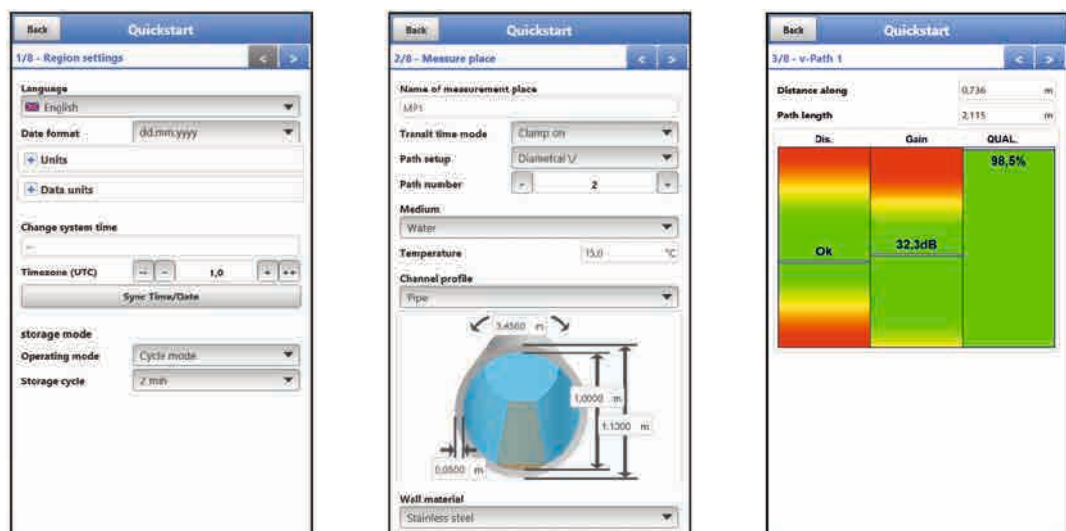 Back Quickstart
1/8 - Region settings < >
Language
English
Date format dd.mm.yyyy
+ Units
+ Data units
Change system time
--
Timezone (UTC) -- - 1,0 + ++
Sync Time/Date
storage mode
Operating mode Cycle mode
Storage cycle 2 min
Back Quickstart
2/8 - Measure place < >
Name of measurement place
MP1
Transit time mode Clamp on
Path setup Diametcal \/
Path number - 2 +
Medium
Water
Temperature 15,0 °C
Channel profile
Pipe
3.4560 m
1.0000 m
1.1000 m
0,0500 m
Wall material
Stainless steel
Back Quickstart
3/8 - v-Path 1 < >
Distance along 0,736 m
Path length 2,115 m
Dis. Gain QUAL.
98,5%
Ok 32,3dB